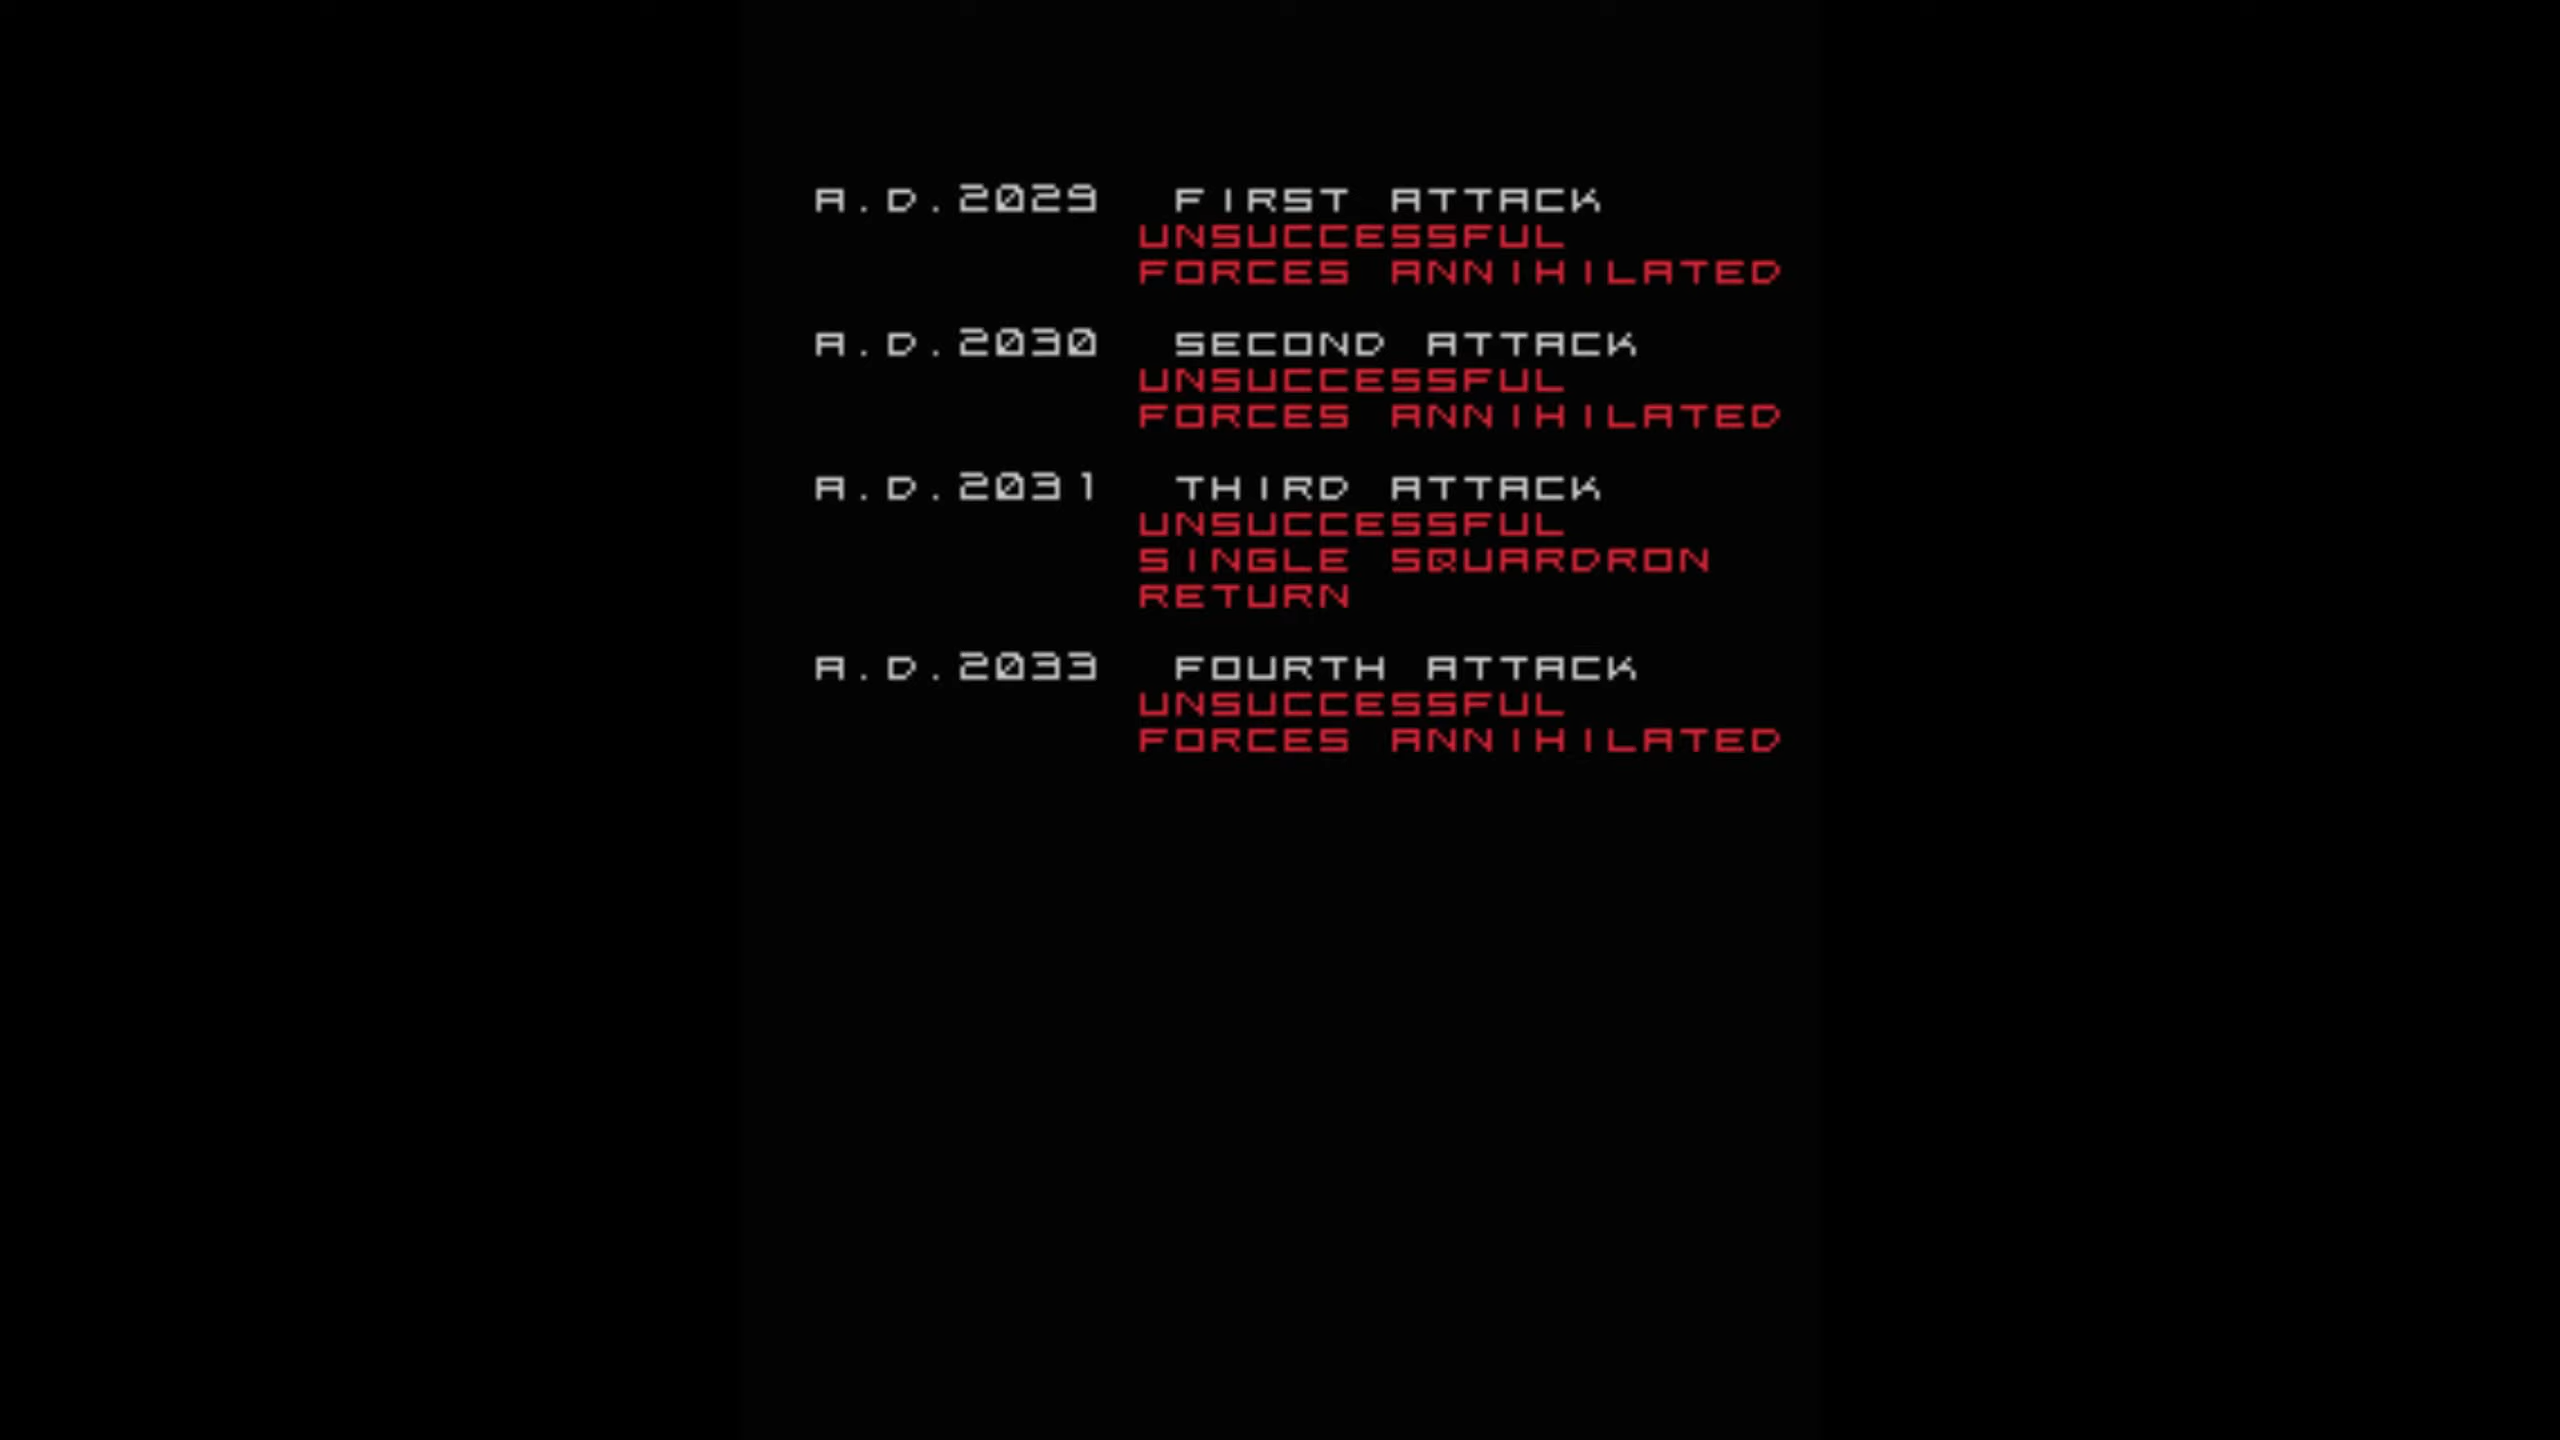 A.D.2029 FIRST ATTACK
UNSUCCESSFUL
FORCES ANNIHILATED
A.D.2030 SECOND ATTACK
UNSUCCESSFUL
FORCES ANNIHILATED
A.D.2031 THIRD ATTACK
UNSUCCESSFUL
SINGLE SQUARDRON
RETURN
A.D.2033 FOURTH ATTACK
UNSUCCESSFUL
FORCES ANNIHILATED